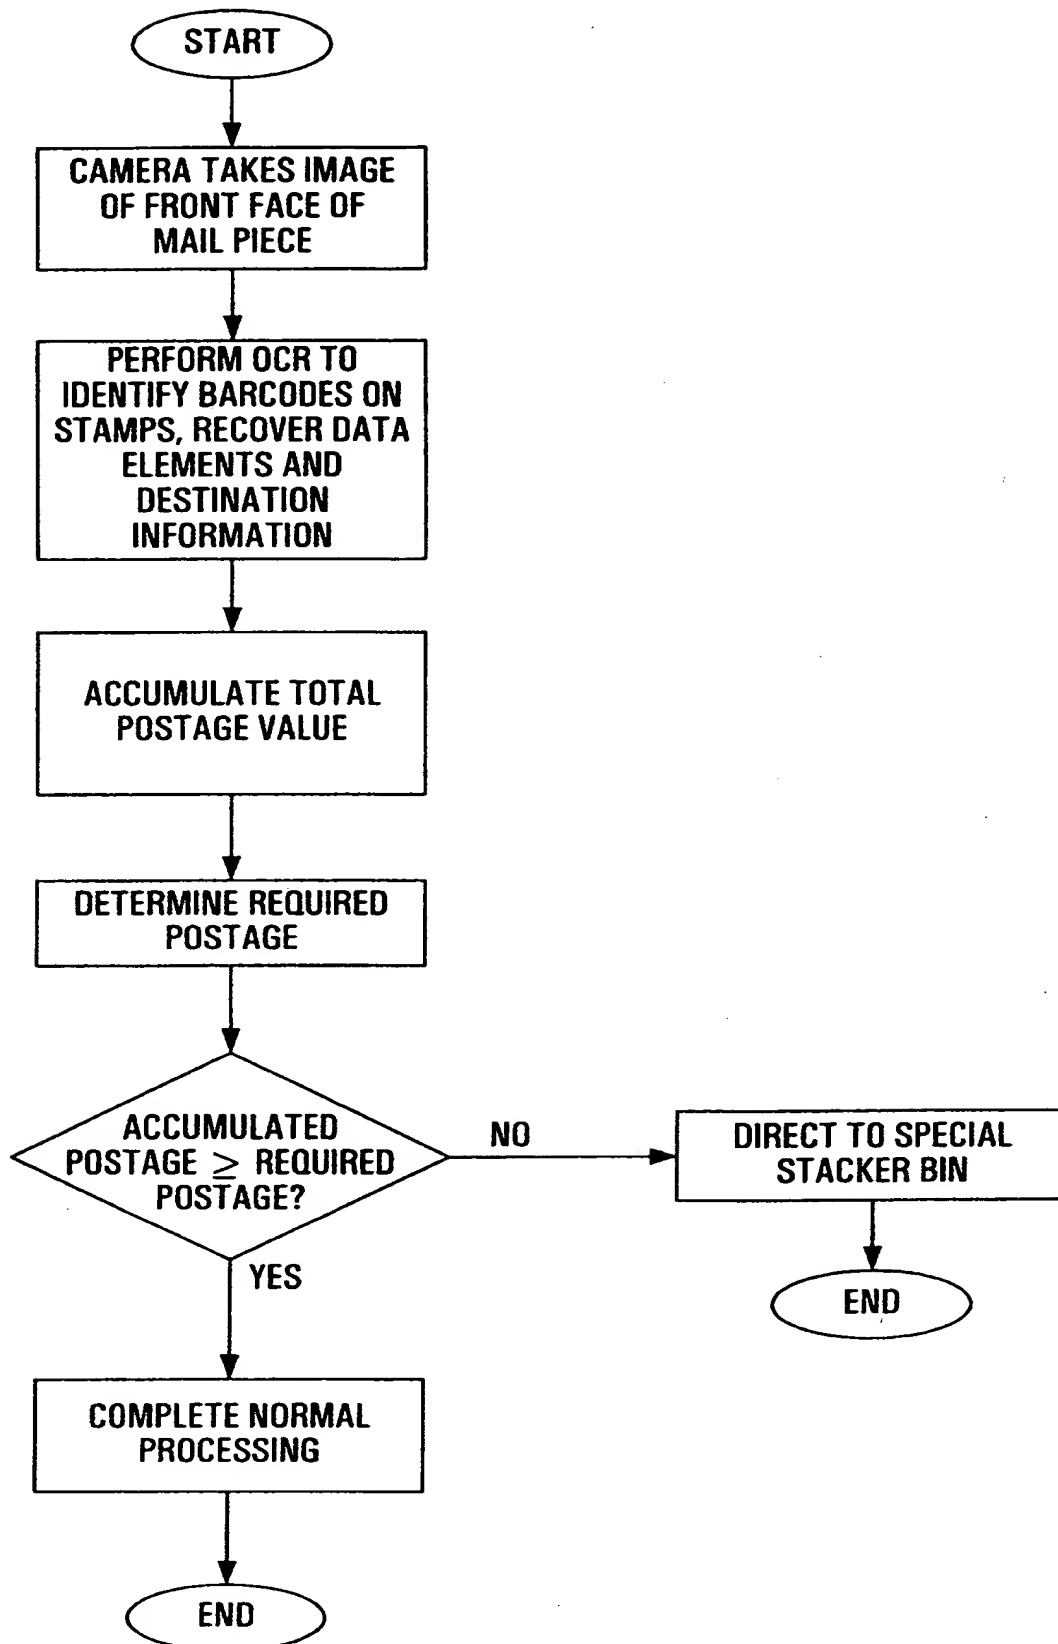 START
CAMERA TAKES IMAGE
OF FRONT FACE OF
MAIL PIECE
PERFORM OCR TO
IDENTIFY BARCODES ON
STAMPS, RECOVER DATA
ELEMENTS AND
DESTINATION
INFORMATION
ACCUMULATE TOTAL
POSTAGE VALUE
DETERMINE REQUIRED
POSTAGE
ACCUMULATED
POSTAGE ≥ REQUIRED
POSTAGE?
NO
DIRECT TO SPECIAL
STACKER BIN
END
YES
COMPLETE NORMAL
PROCESSING
END